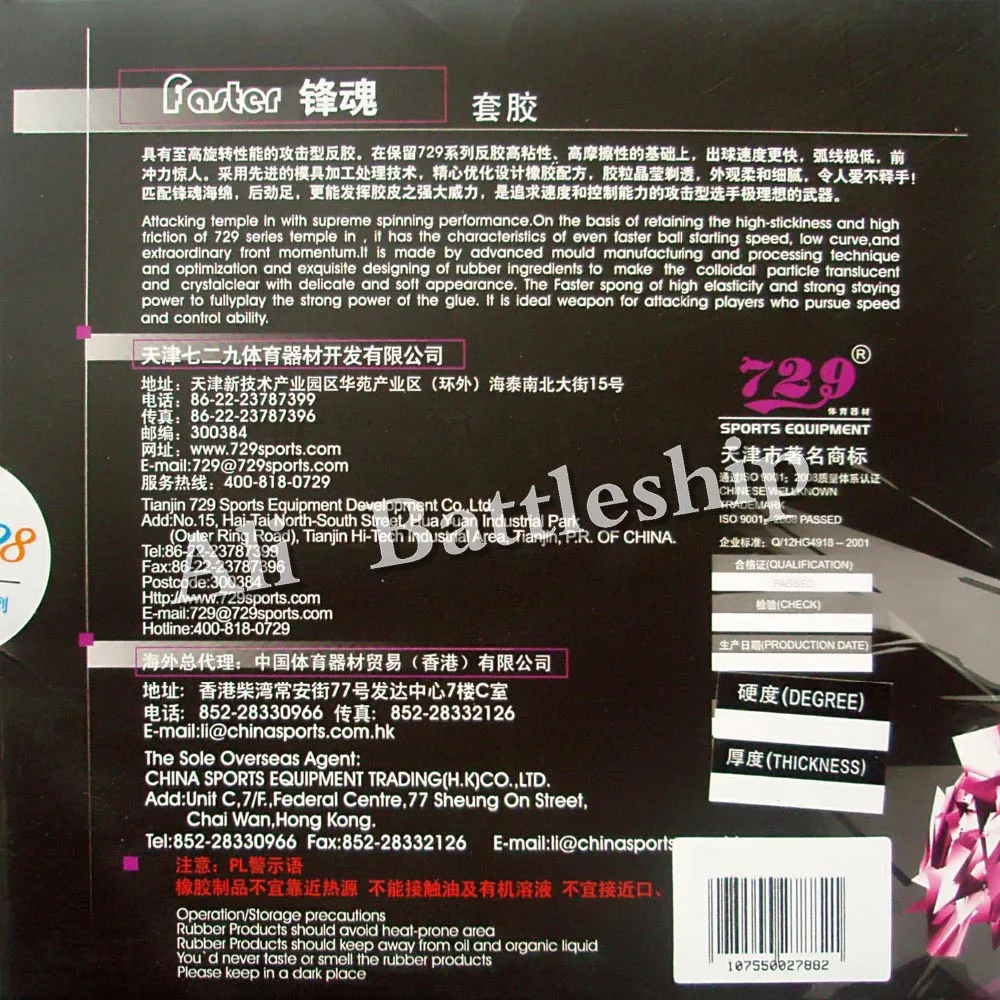 Faster 锋魂 套胶
具有至高旋转性能的攻击型反胶。在保留729系列反胶高粘性、高摩擦性的基础上，出球速度更快，弧线极低，前
冲力惊人。采用先进的模具加工处理技术，精心优化设计橡胶配方，胶粒晶莹剔透，外观柔和细腻，令人爱不释手！
匹配锋魂海绵，后劲足，更能发挥胶皮之强大威力，是追求速度和控制能力的攻击型选手极理想的武器。
Attacking temple in with supreme spinning performance.On the basis of retaining the high-stickiness and high
friction of 729 series temple in , it has the characteristics of even faster ball starting speed, low curve,and
extraordinary front momentum.It is made by advanced mould manufacturing and processing technique
and optimization and exquisite designing of rubber ingredients to make the colloidal particle translucent
and crystalclear with delicate and soft appearance. The Faster spong of high elasticity and strong staying
power to fullyplay the strong power of the glue. It is ideal weapon for attacking players who pursue speed
and control ability.
天津七二九体育器材开发有限公司
地址：天津新技术产业园区华苑产业区（环外）海泰南北大街15号
电话：86-22-23787399
传真：86-22-23787396
邮编：300384
网址：www.729sports.com
E-mail:729@729sports.com
服务热线：400-818-0729
Tianjin 729 Sports Equipment Development Co.,Ltd.
Add:No.15, Hai Tai North-South Street, Hua Yuan Industrial Park
(Outer Ring Road), Tianjin Hi-Tech Industrial Area, Tianjin, P.R. OF CHINA.
Tel:86-22-23787399
Fax:86-22-23787396
Postcode:300384
Http://www.729sports.com
E-mail:729@729sports.com
Hotline:400-818-0729
729®
体育器材
SPORTS EQUIPMENT
天津市著名商标
通过ISO 9001：2008质量体系认证
CHINESE WELL KNOWN
TRADEMARK
ISO 9001：2008 PASSED
企业标准：Q/12HG4918－2001
合格证(QUALIFICATION)
PASSED
检验(CHECK)
生产日期(PRODUCTION DATE)
硬度(DEGREE)
厚度(THICKNESS)
海外总代理：中国体育器材贸易（香港）有限公司
地址：香港柴湾常安街77号发达中心7楼C室
电话：852-28330966 传真：852-28332126
E-mail:li@chinasports.com.hk
The Sole Overseas Agent:
CHINA SPORTS EQUIPMENT TRADING(H.K)CO.,LTD.
Add:Unit C,7/F.,Federal Centre,77 Sheung On Street,
Chai Wan,Hong Kong.
Tel:852-28330966 Fax:852-28332126 E-mail:li@chinasports
注意：PL警示语
橡胶制品不宜靠近热源 不能接触油及有机溶液 不宜接近口、
Operation/Storage precautions
Rubber Products should avoid heat-prone area
Rubber Products should keep away from oil and organic liquid
You'd never taste or smell the rubber products
Please keep in a dark place
107550027882
Ali Battleship